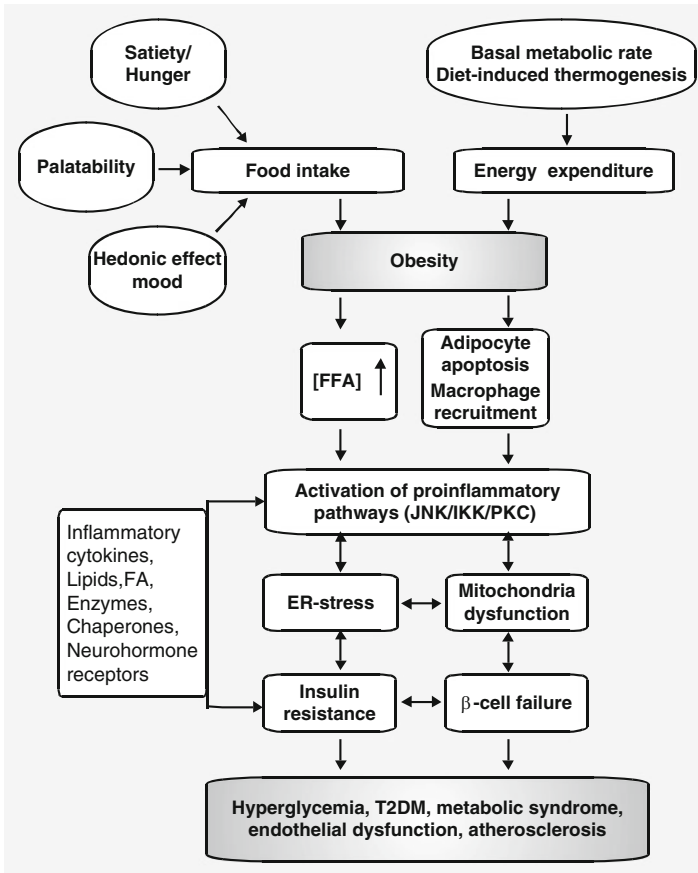 Satiety/
Hunger
Basal metabolic rate
Diet-induced thermogenesis
Palatability
Food intake
Energy expenditure
Hedonic effect
mood
Obesity
[FFA]
Adipocyte
apoptosis
Macrophage
recruitment
Activation of proinflammatory
pathways (JNK/IKK/PKC)
Inflammatory
cytokines,
Lipids,FA,
Enzymes,
Chaperones,
Neurohormone
receptors
ER-stress
Mitochondria
dysfunction
Insulin
resistance
β-cell failure
Hyperglycemia, T2DM, metabolic syndrome,
endothelial dysfunction, atherosclerosis